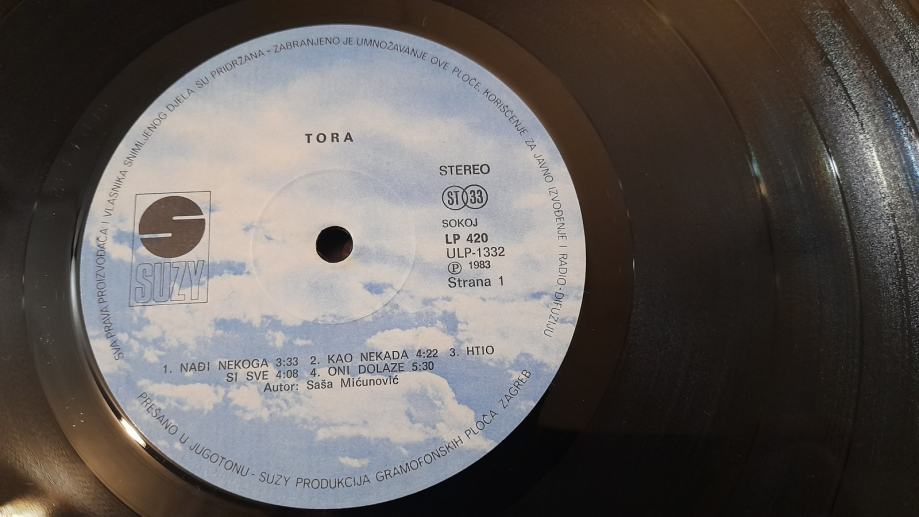 SVA PRAVA PROIZVOĐAČA I VLASNIKA SNIMLJENOG DJELA SU PRIDRŽANA - ZABRANJENO JE UMNOŽAVANJE OVE PLOČE, KORIŠĆENJE ZA JAVNO IZVOĐENJE I RADIO-DIFUZIJU
TORA
STEREO
ST 33
SOKOJ
LP 420
ULP-1332
Ⓟ 1983
Strana 1
SUZY
1. NAĐI NEKOGA 3:33 2. KAO NEKADA 4:22 3. HTIO
SI SVE 4:08 4. ONI DOLAZE 5:30
Autor: Saša Mićunović
PREŠANO U JUGOTONU - SUZY PRODUKCIJA GRAMOFONSKIH PLOČA ZAGREB